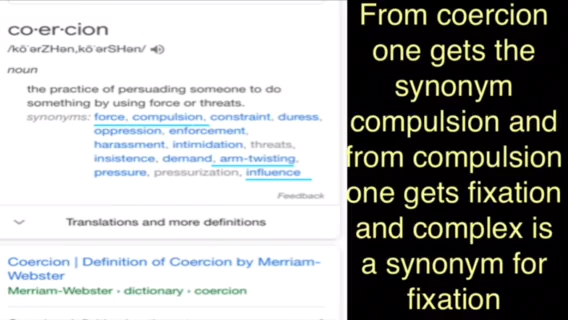 co·er·cion
/kōˈərZHən,kōˈərSHən/
noun
the practice of persuading someone to do
something by using force or threats.
synonyms: force, compulsion, constraint, duress,
oppression, enforcement,
harassment, intimidation, threats,
insistence, demand, arm-twisting,
pressure, pressurization, influence
Feedback
Translations and more definitions
Coercion | Definition of Coercion by Merriam-
Webster
Merriam-Webster › dictionary › coercion
From coercion
one gets the
synonym
compulsion and
from compulsion
one gets fixation
and complex is
a synonym for
fixation